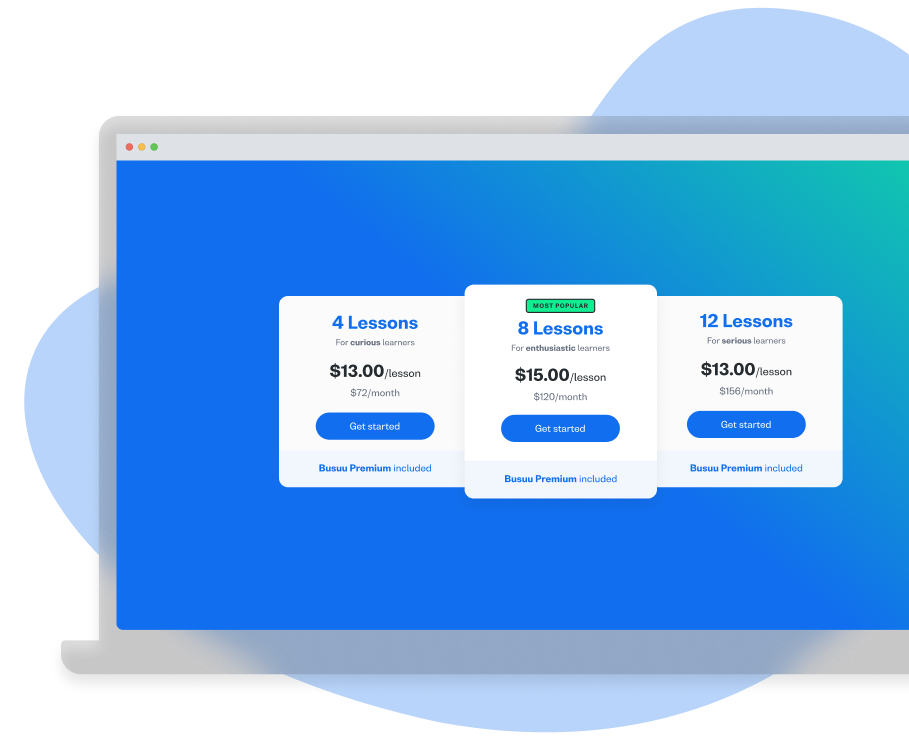 4 Lessons
For curious learners
$13.00/lesson
$72/month
Get started
Busuu Premium included
MOST POPULAR
8 Lessons
For enthusiastic learners
$15.00/lesson
$120/month
Get started
Busuu Premium included
12 Lessons
For serious learners
$13.00/lesson
$156/month
Get started
Busuu Premium included